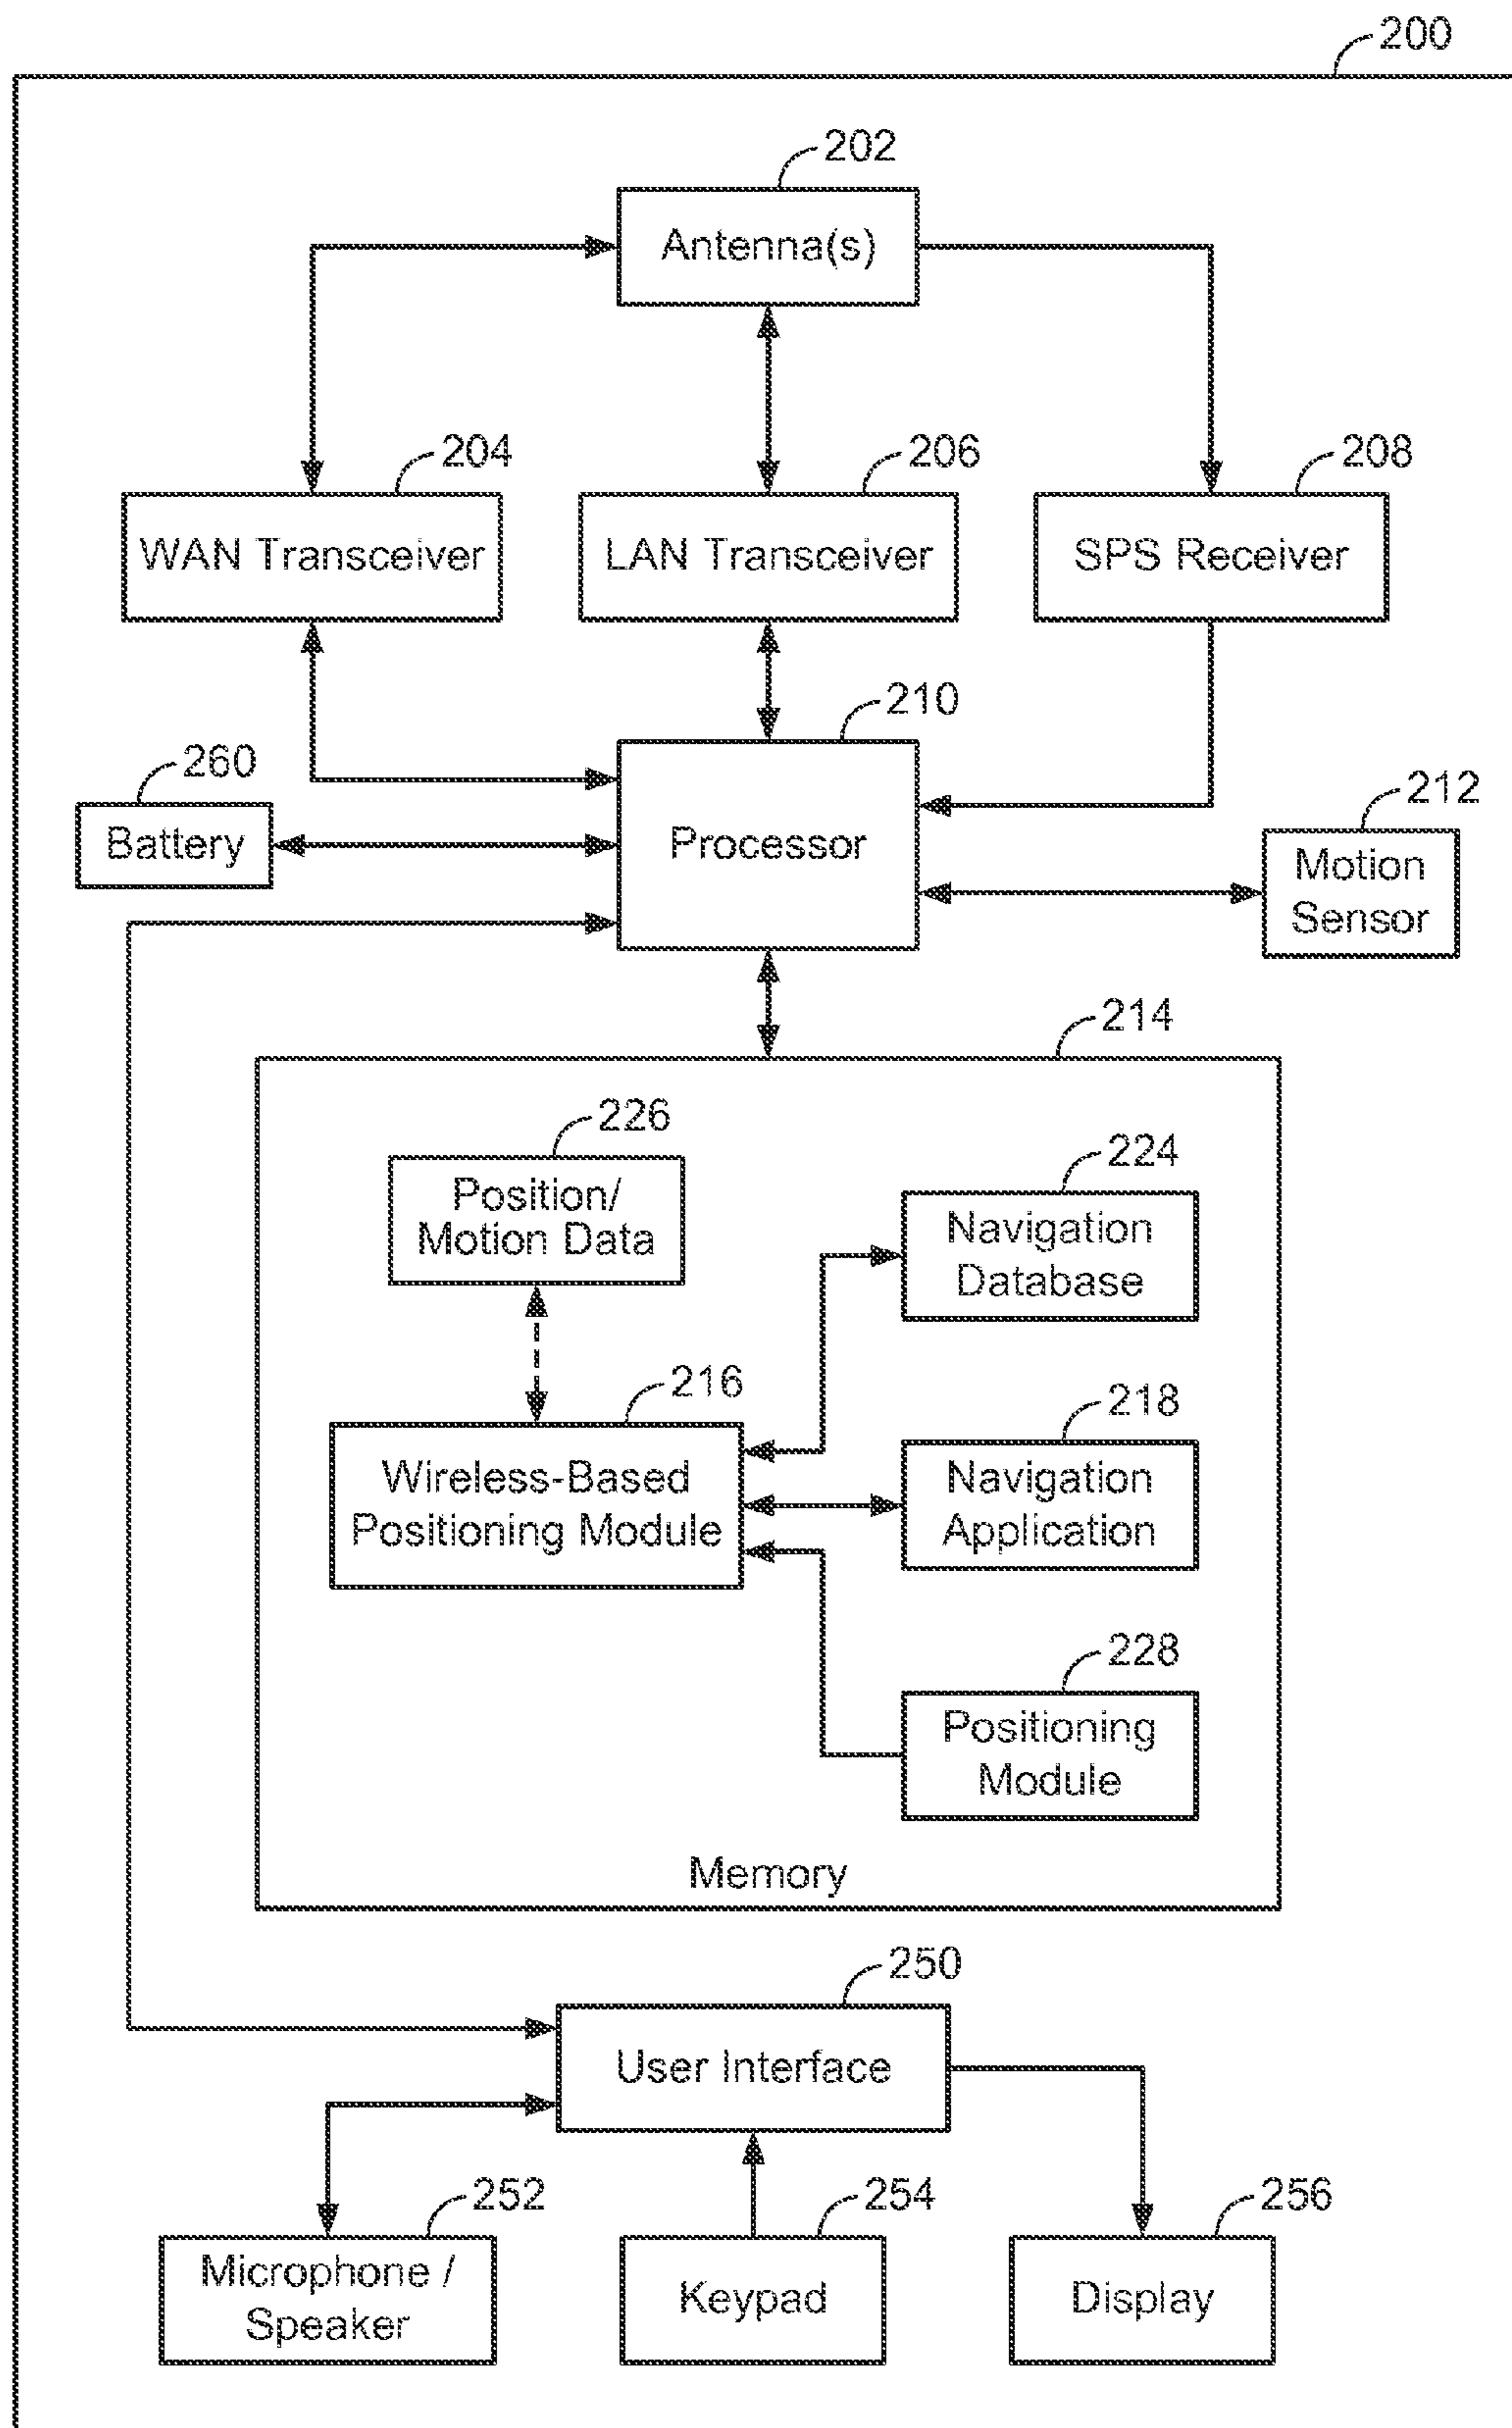 200
202
Antenna(s)
204
206
208
WAN Transceiver
LAN Transceiver
SPS Receiver
210
260
212
Battery
Processor
Motion
Sensor
214
226
224
Position/
Motion Data
Navigation
Database
216
218
Wireless-Based
Positioning Module
Navigation
Application
228
Positioning
Module
Memory
250
User Interface
252
254
256
Microphone /
Speaker
Keypad
Display